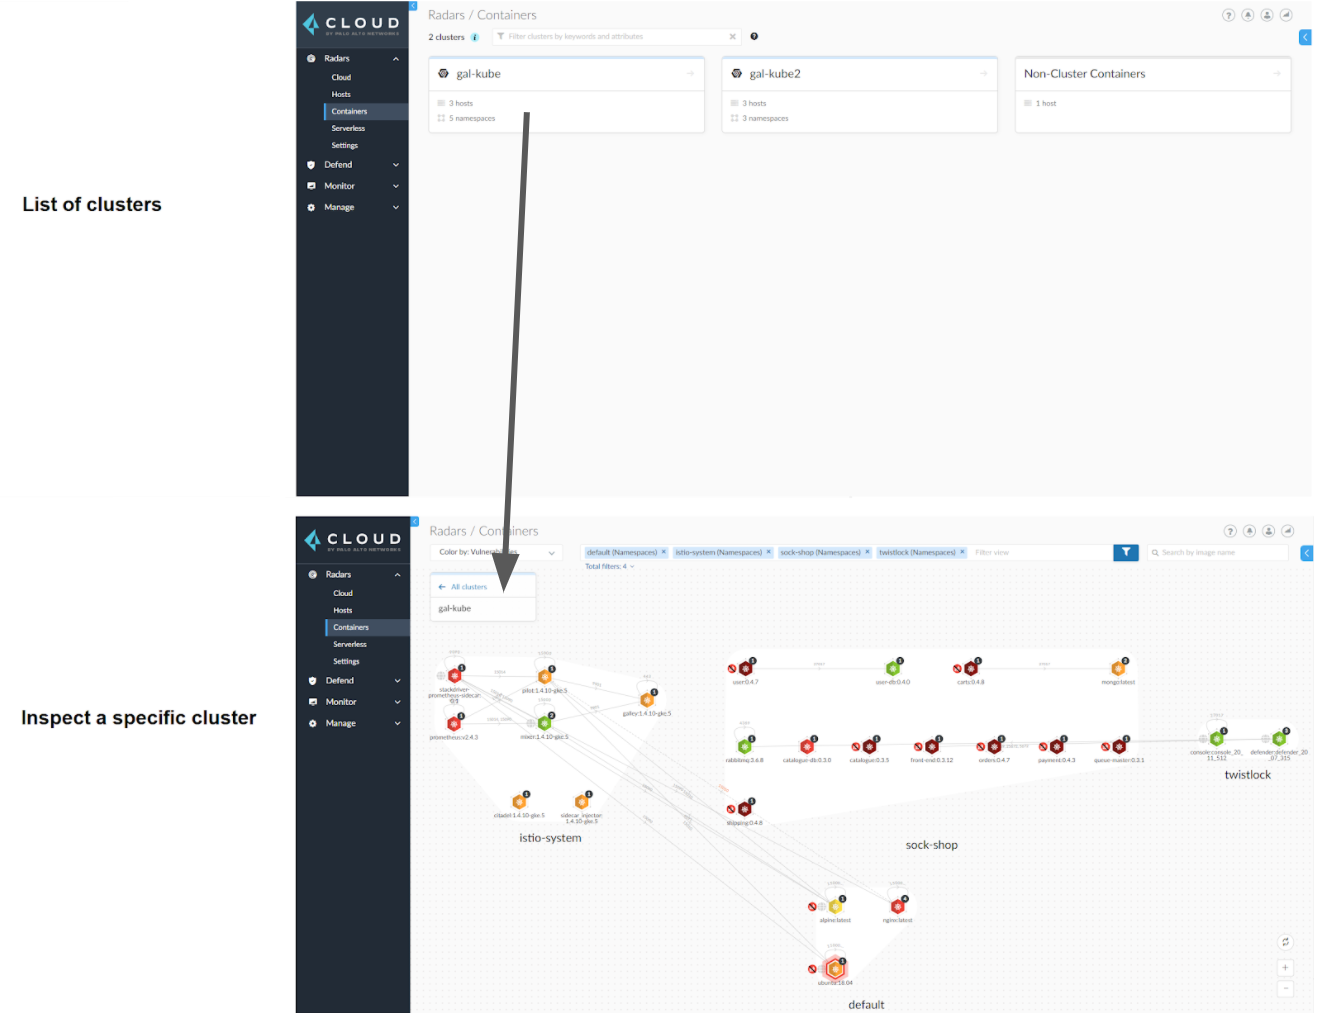 CLOUD
BY PALO ALTO NETWORKS
Radars / Containers
2 clusters
Filter clusters by keywords and attributes
Radars
Cloud
Hosts
Containers
Serverless
Settings
Defend
Monitor
Manage
gal-kube
3 hosts
5 namespaces
gal-kube2
3 hosts
3 namespaces
Non-Cluster Containers
1 host
List of clusters
CLOUD
BY PALO ALTO NETWORKS
Radars / Containers
Color by: Vulnerabilities
default (Namespaces) × istio-system (Namespaces) × sock-shop (Namespaces) × twistlock (Namespaces) × Filter view
Search by image name
Total filters: 4
Radars
Cloud
Hosts
Containers
Serverless
Settings
Defend
Monitor
Manage
← All clusters
gal-kube
Inspect a specific cluster
stackdriver-
prometheus-sidecar:
pilot:1.4.10-gke.5
galley:1.4.10-gke.5
prometheus:v2.4.3
mixer:1.4.10-gke.5
citadel:1.4.10-gke.5
sidecar_injector:
1.4.10-gke.5
istio-system
user:0.4.7
user-db:0.4.0
carts:0.4.8
mongo:latest
rabbitmq:3.6.8
catalogue-db:0.3.0
catalogue:0.3.5
front-end:0.3.12
orders:0.4.7
payment:0.4.3
queue-master:0.3.1
shipping:0.4.8
sock-shop
console:console_20_
11_512
defender:defender_20
_07_315
twistlock
alpine:latest
nginx:latest
ubuntu:18.04
default